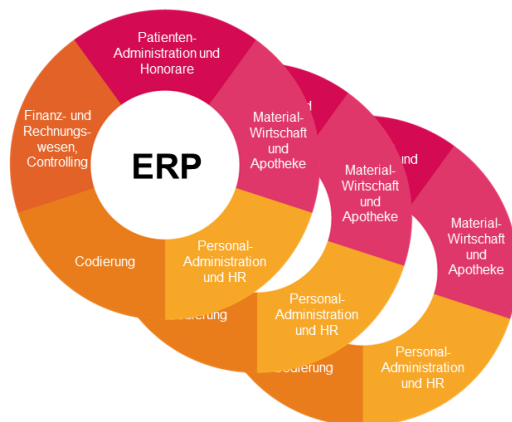 Patienten-
Administration und
Honorare
Finanz- und
Rechnungs-
wesen,
Controlling
ERP
Material-
Wirtschaft
und
Apotheke
Codierung
Personal-
Administration
und HR
Material-
Wirtschaft
und
Apotheke
Personal-
Administration
und HR
und
Material-
Wirtschaft
und
Apotheke
Personal-
Administration
und HR